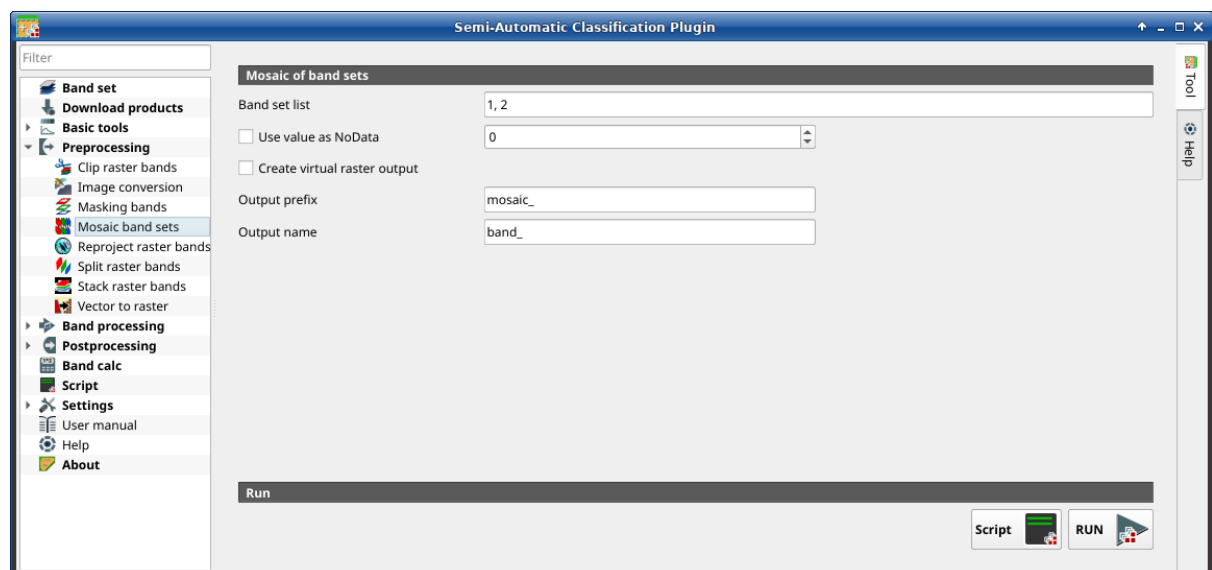 Semi-Automatic Classification Plugin
Filter
Band set
Download products
Basic tools
Preprocessing
Clip raster bands
Image conversion
Masking bands
Mosaic band sets
Reproject raster bands
Split raster bands
Stack raster bands
Vector to raster
Band processing
Postprocessing
Band calc
Script
Settings
User manual
Help
About
Mosaic of band sets
Band set list
1, 2
Use value as NoData
0
Create virtual raster output
Output prefix
mosaic_
Output name
band_
Run
Script
RUN
Tool
Help